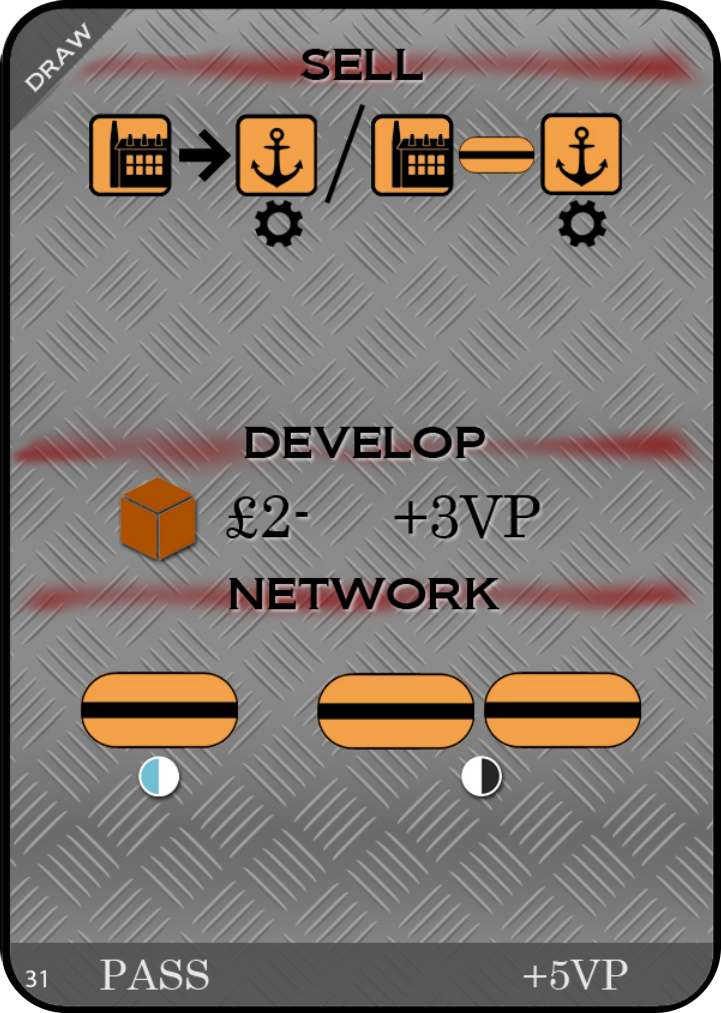 DRAW
SELL
DEVELOP
£2- +3VP
NETWORK
31 PASS +5VP